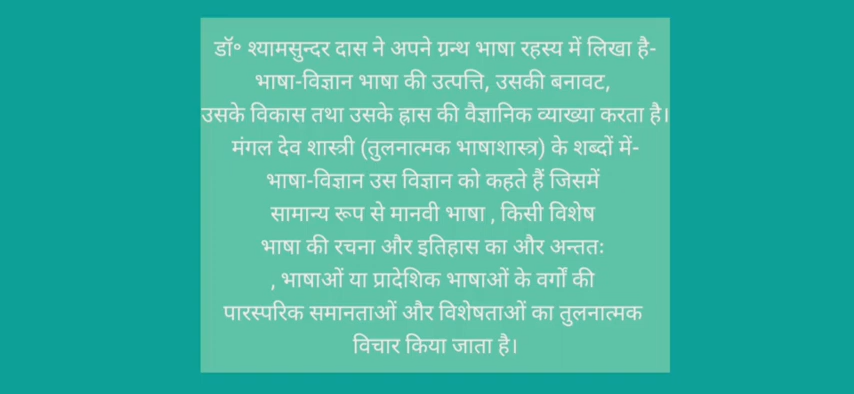 डॉ॰ श्यामसुन्दर दास ने अपने ग्रन्थ भाषा रहस्य में लिखा है-
भाषा-विज्ञान भाषा की उत्पत्ति, उसकी बनावट,
उसके विकास तथा उसके ह्रास की वैज्ञानिक व्याख्या करता है।
मंगल देव शास्त्री (तुलनात्मक भाषाशास्त्र) के शब्दों में-
भाषा-विज्ञान उस विज्ञान को कहते हैं जिसमें
सामान्य रूप से मानवी भाषा , किसी विशेष
भाषा की रचना और इतिहास का और अन्ततः
, भाषाओं या प्रादेशिक भाषाओं के वर्गों की
पारस्परिक समानताओं और विशेषताओं का तुलनात्मक
विचार किया जाता है।